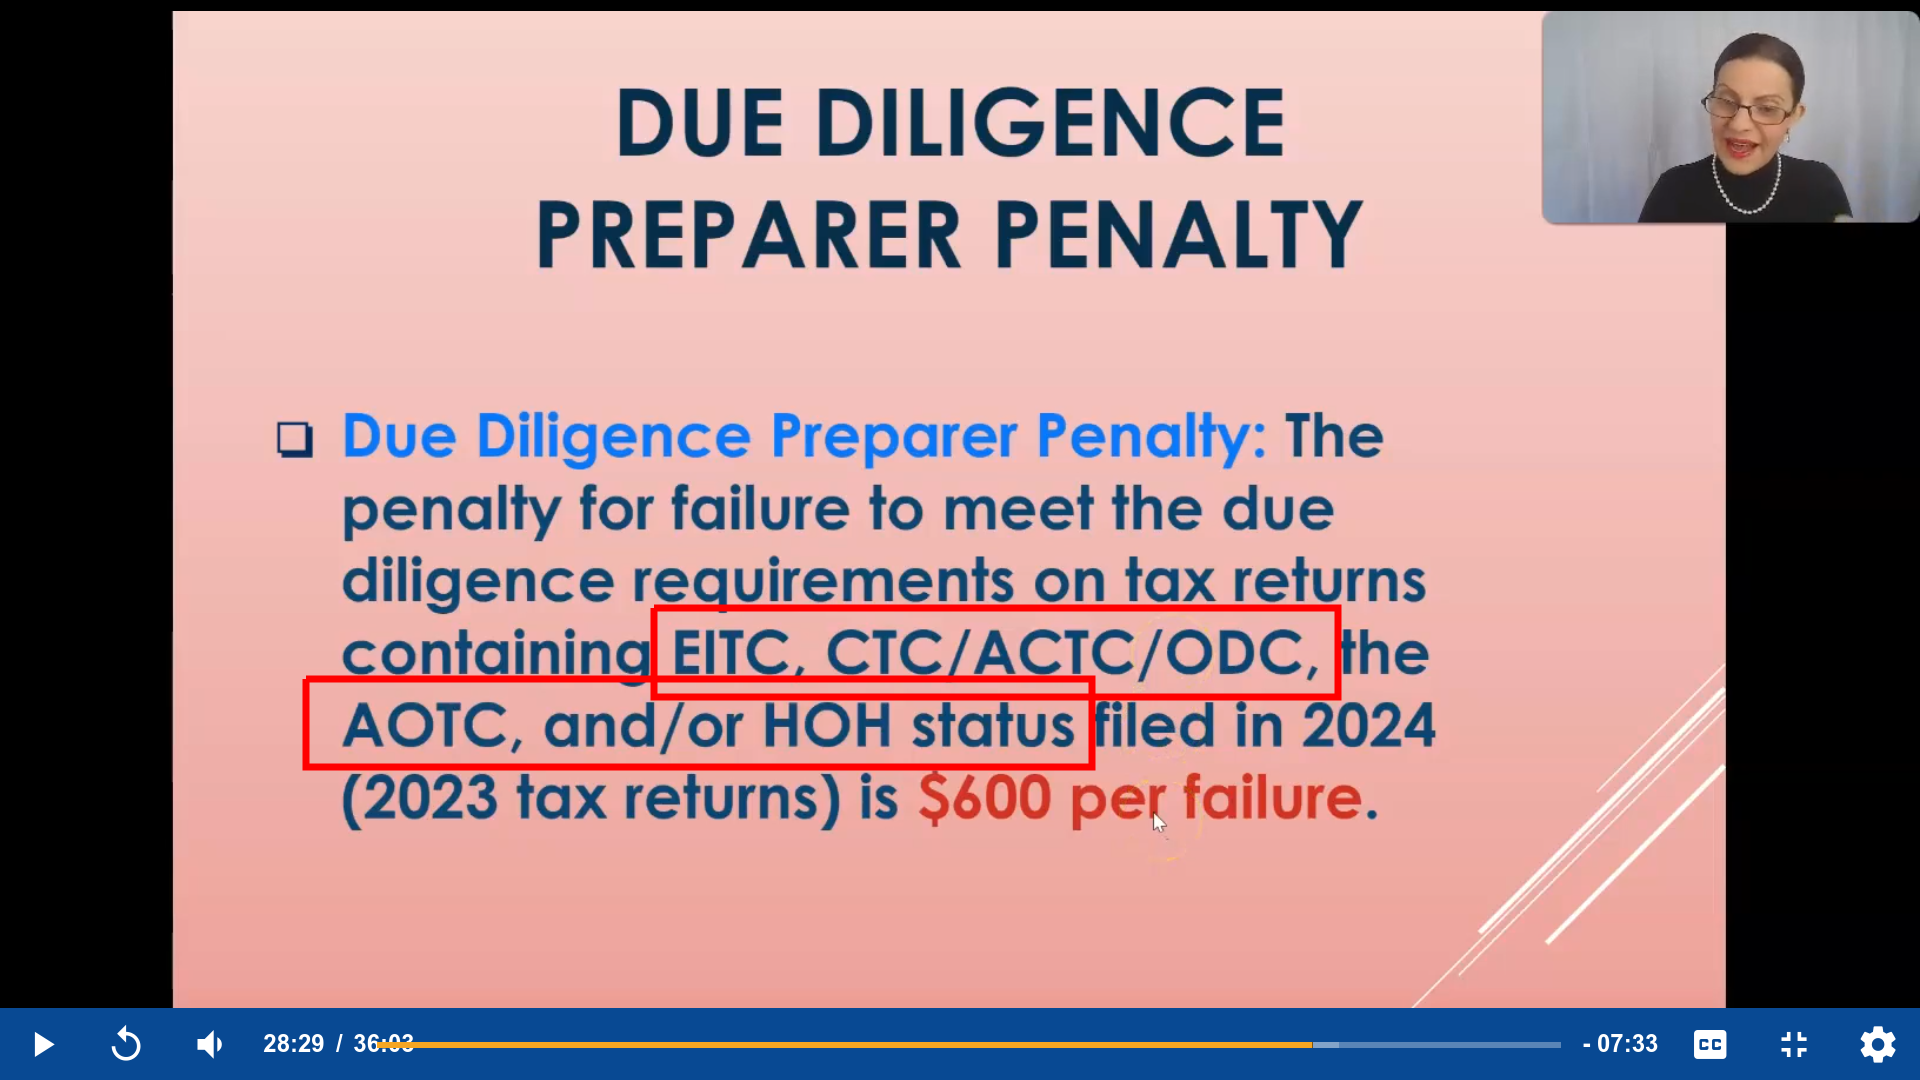 DUE DILIGENCE
PREPARER PENALTY
Due Diligence Preparer Penalty: The
penalty for failure to meet the due
diligence requirements on tax returns
containing EITC, CTC/ACTC/ODC, the
AOTC, and/or HOH status filed in 2024
(2023 tax returns) is $600 per failure.
28:29 / 36:03 - 07:33 CC